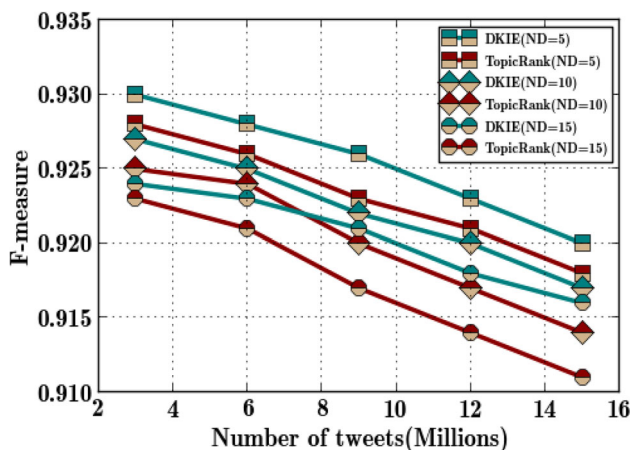 0.935
0.930
0.925
0.920
0.915
0.910
F-measure
DKIE(ND=5)
TopicRank(ND=5)
DKIE(ND=10)
TopicRank(ND=10)
DKIE(ND=15)
TopicRank(ND=15)
2 4 6 8 10 12 14 16
Number of tweets(Millions)